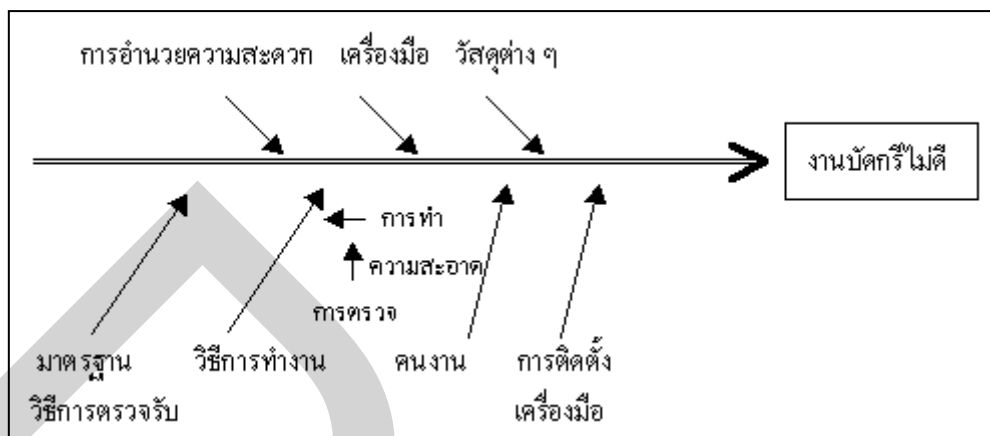 การอำนวยความสะดวก เครื่องมือ วัสดุต่าง ๆ
งานบัดกรีไม่ดี
การทำ
ความสะอาด
การตรวจ
มาตรฐาน วิธีการทำงาน คนงาน การติดตั้ง
วิธีการตรวจรับ เครื่องมือ